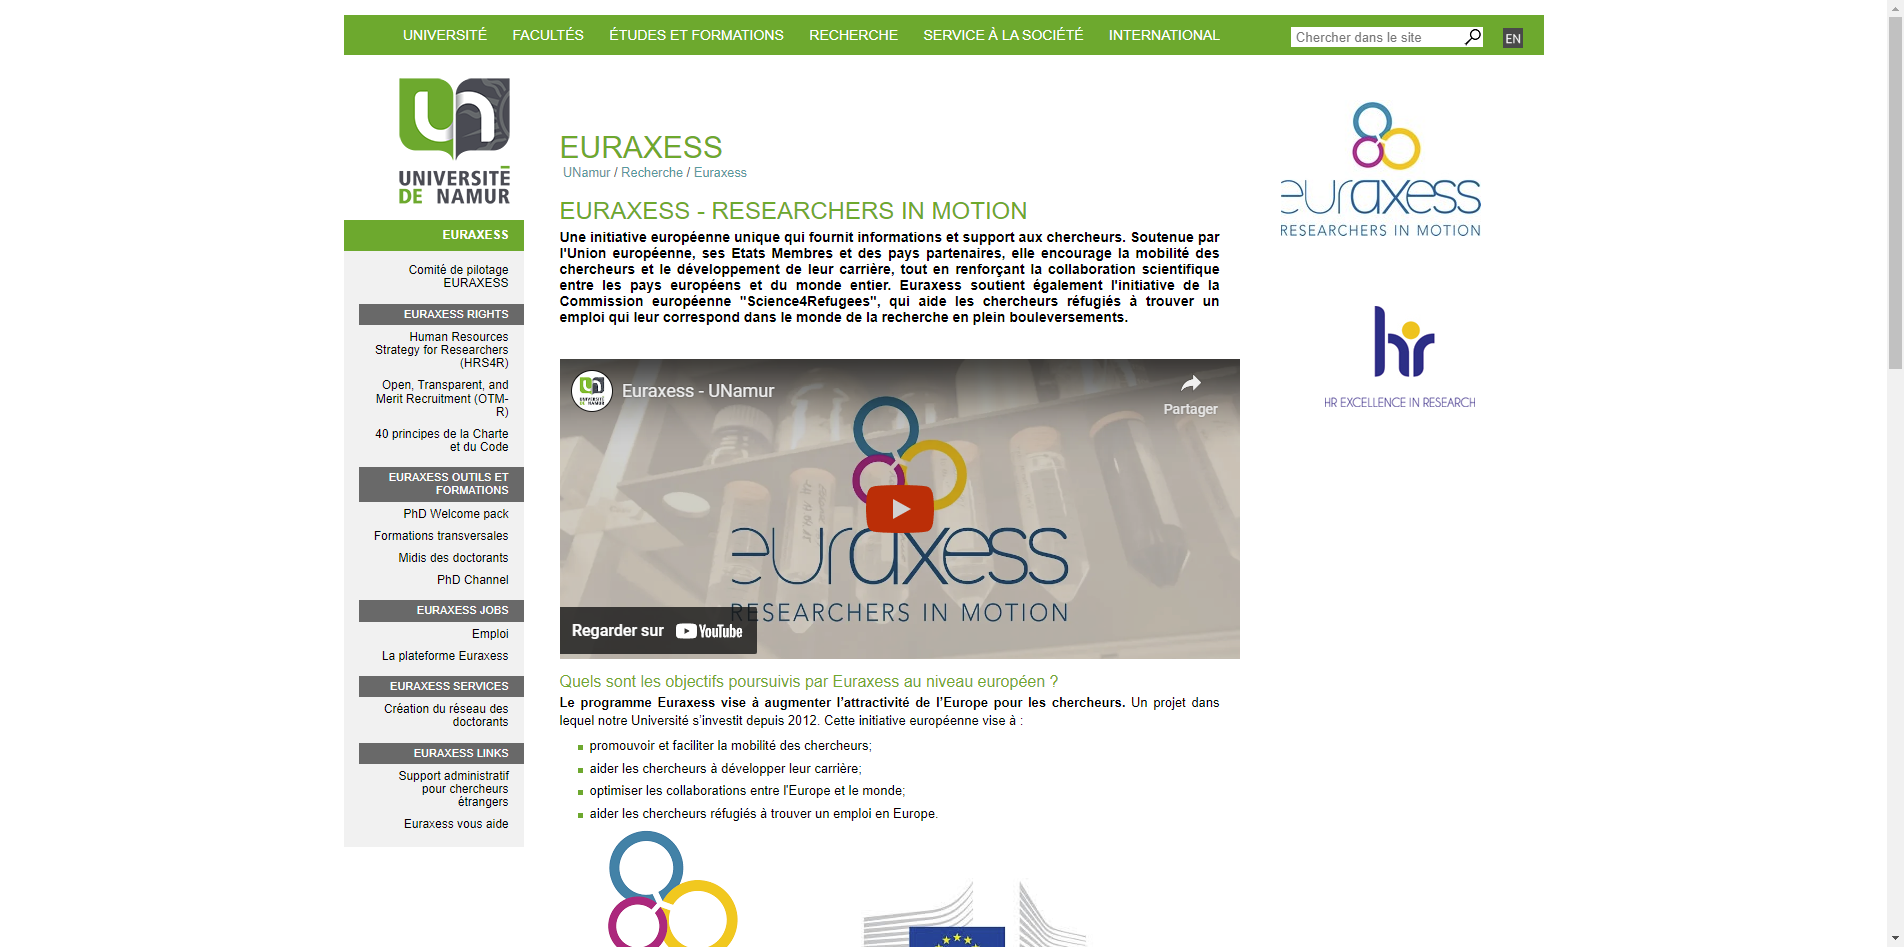 UNIVERSITÉ FACULTÉS ÉTUDES ET FORMATIONS RECHERCHE SERVICE À LA SOCIÉTÉ INTERNATIONAL
Chercher dans le site
EN
UNIVERSITÉ
DE NAMUR
EURAXESS
Comité de pilotage
EURAXESS
EURAXESS RIGHTS
Human Resources
Strategy for Researchers
(HRS4R)
Open, Transparent, and
Merit Recruitment (OTM-
R)
40 principes de la Charte
et du Code
EURAXESS OUTILS ET
FORMATIONS
PhD Welcome pack
Formations transversales
Midis des doctorants
PhD Channel
EURAXESS JOBS
Emploi
La plateforme Euraxess
EURAXESS SERVICES
Création du réseau des
doctorants
EURAXESS LINKS
Support administratif
pour chercheurs
étrangers
Euraxess vous aide
EURAXESS
UNamur / Recherche / Euraxess
EURAXESS - RESEARCHERS IN MOTION
Une initiative européenne unique qui fournit informations et support aux chercheurs. Soutenue par
l'Union européenne, ses Etats Membres et des pays partenaires, elle encourage la mobilité des
chercheurs et le développement de leur carrière, tout en renforçant la collaboration scientifique
entre les pays européens et du monde entier. Euraxess soutient également l'initiative de la
Commission européenne "Science4Refugees", qui aide les chercheurs réfugiés à trouver un
emploi qui leur correspond dans le monde de la recherche en plein bouleversements.
UNIVERSITÉ
DE NAMUR
Euraxess - UNamur
Partager
euraxess
RESEARCHERS IN MOTION
Regarder sur YouTube
Quels sont les objectifs poursuivis par Euraxess au niveau européen ?
Le programme Euraxess vise à augmenter l’attractivité de l’Europe pour les chercheurs. Un projet dans
lequel notre Université s’investit depuis 2012. Cette initiative européenne vise à :
promouvoir et faciliter la mobilité des chercheurs;
aider les chercheurs à développer leur carrière;
optimiser les collaborations entre l'Europe et le monde;
aider les chercheurs réfugiés à trouver un emploi en Europe.
euraxess
RESEARCHERS IN MOTION
hr
HR EXCELLENCE IN RESEARCH